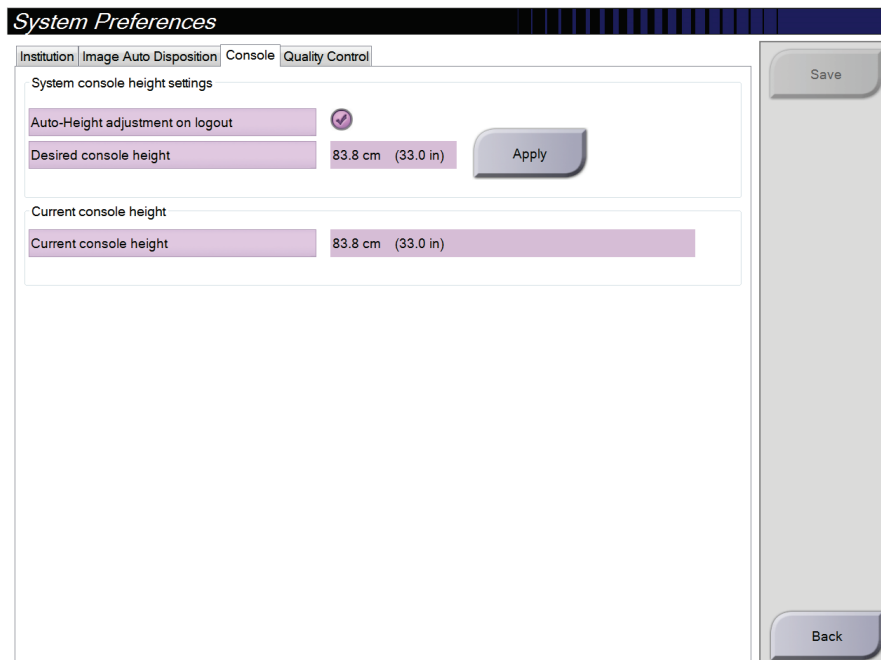 System Preferences
Institution Image Auto Disposition Console Quality Control
Save
System console height settings
Auto-Height adjustment on logout
Desired console height 83.8 cm (33.0 in) Apply
Current console height
Current console height 83.8 cm (33.0 in)
Back